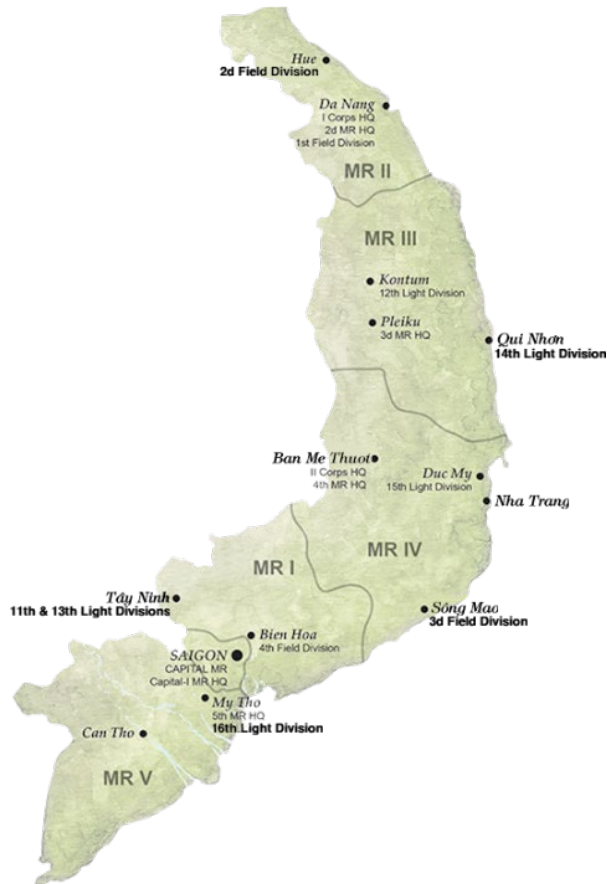 Hue
2d Field Division
Da Nang
I Corps HQ
2d MR HQ
1st Field Division
MR II
MR III
Kontum
12th Light Division
Pleiku
3d MR HQ
Qui Nhơn
14th Light Division
Ban Me Thuot
II Corps HQ
4th MR HQ
Duc My
15th Light Division
Nha Trang
MR IV
MR I
Tây Ninh
11th & 13th Light Divisions
Sông Mao
3d Field Division
Bien Hoa
4th Field Division
SAIGON
CAPITAL MR
Capital-I MR HQ
My Tho
5th MR HQ
16th Light Division
Can Tho
MR V